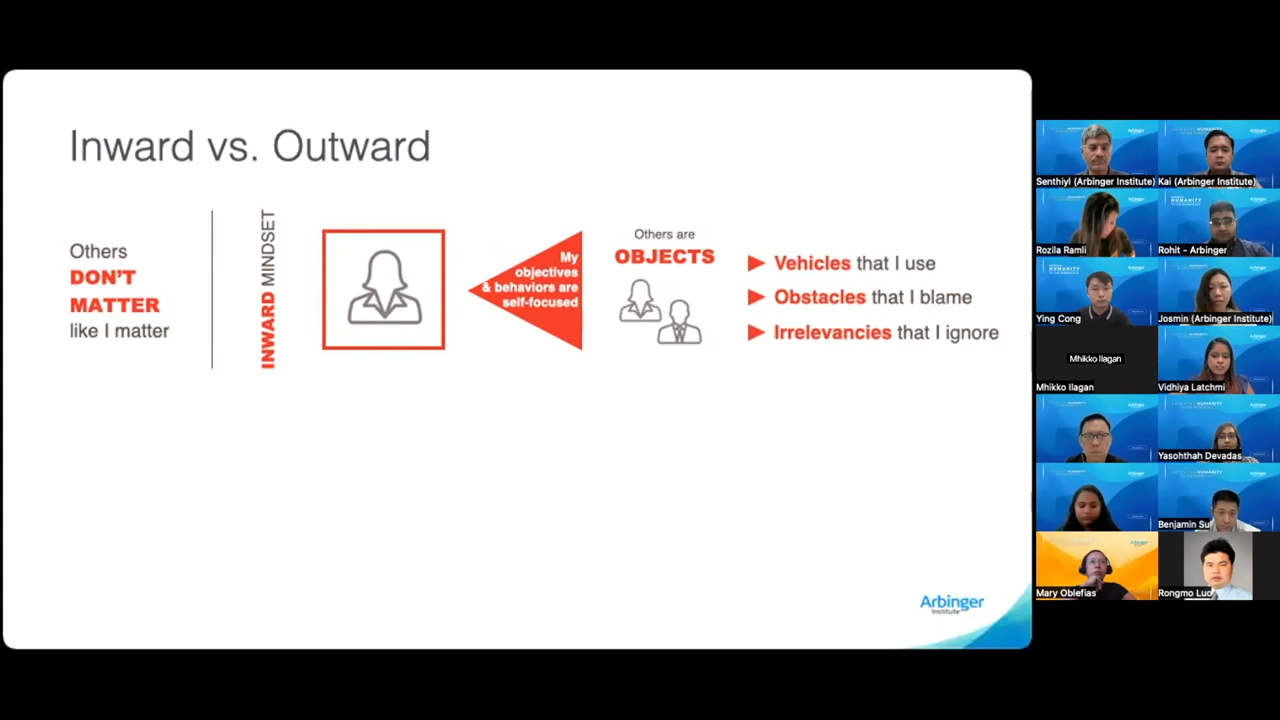 Inward vs. Outward
Others
DON'T
MATTER
like I matter
INWARD MINDSET
My
objectives
& behaviors are
self-focused
Others are
OBJECTS
Vehicles that I use
Obstacles that I blame
Irrelevancies that I ignore
Arbinger
Institute
Senthiyl (Arbinger Institute)
Kai (Arbinger Institute)
Rozila Ramli
Rohit - Arbinger
Ying Cong
Josmin (Arbinger Institute)
Mhikko Ilagan
Mhikko Ilagan
Vidhiya Latchmi
Yasohthah Devadas
Benjamin Su
Mary Oblefias
Rongmo Luo